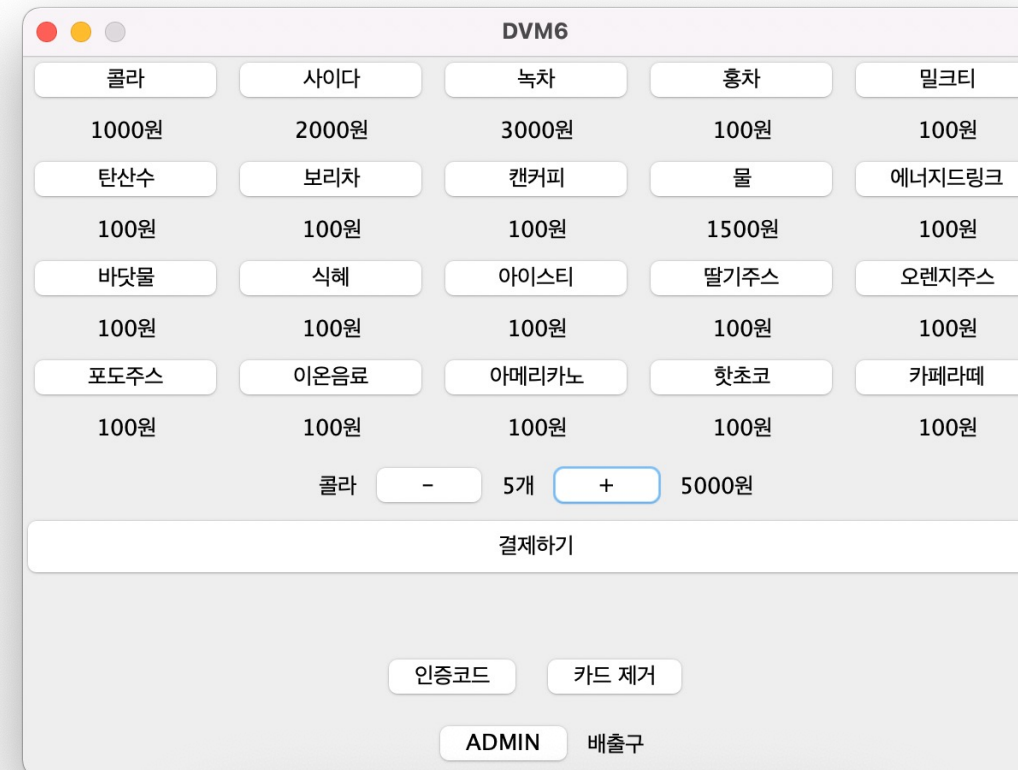 DVM6
콜라 사이다 녹차 홍차 밀크티
1000원 2000원 3000원 100원 100원
탄산수 보리차 캔커피 물 에너지드링크
100원 100원 100원 1500원 100원
바닷물 식혜 아이스티 딸기주스 오렌지주스
100원 100원 100원 100원 100원
포도주스 이온음료 아메리카노 핫초코 카페라떼
100원 100원 100원 100원 100원
콜라 - 5개 + 5000원
결제하기
인증코드 카드 제거
ADMIN 배출구